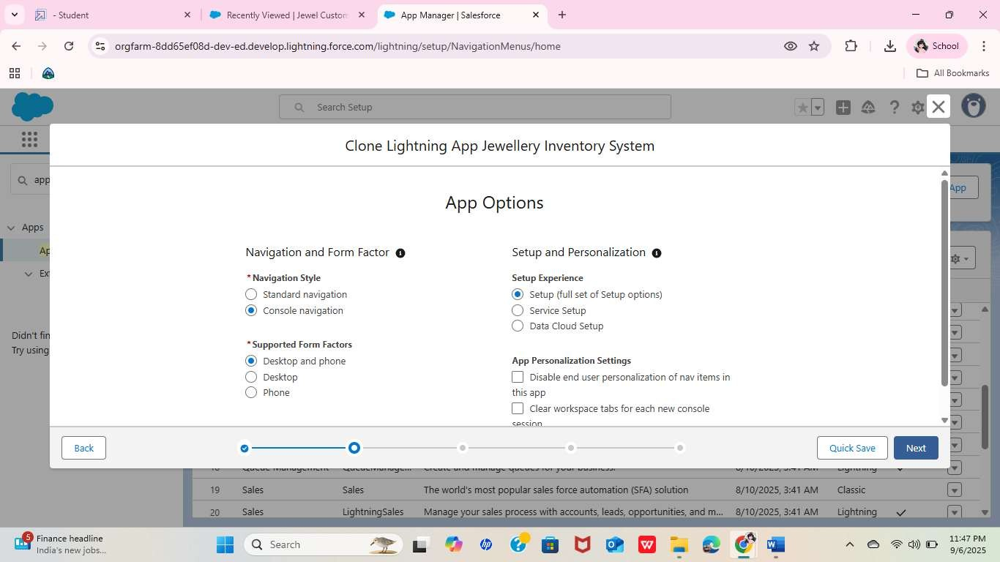 - Student
Recently Viewed | Jewel Custom
App Manager | Salesforce
orgfarm-8dd65ef08d-dev-ed.develop.lightning.force.com/lightning/setup/NavigationMenus/home
School
All Bookmarks
Search Setup
Clone Lightning App Jewellery Inventory System
app
App
App Options
Apps
Ap
Ex
Navigation and Form Factor
Setup and Personalization
*Navigation Style
Setup Experience
Standard navigation
Setup (full set of Setup options)
Console navigation
Service Setup
Data Cloud Setup
Didn't fin
Try using
*Supported Form Factors
Desktop and phone
App Personalization Settings
Desktop
Disable end user personalization of nav items in
this app
Phone
Clear workspace tabs for each new console
session
Back
Quick Save
Next
18 Queue Management QueueManage... Create and manage queues for your business. 8/10/2025, 3:41 AM Lightning
19 Sales Sales The world's most popular sales force automation (SFA) solution 8/10/2025, 3:41 AM Classic
20 Sales LightningSales Manage your sales process with accounts, leads, opportunities, and m... 8/10/2025, 3:41 AM Lightning
5
Finance headline
India's new jobs...
Search
11:47 PM
9/6/2025